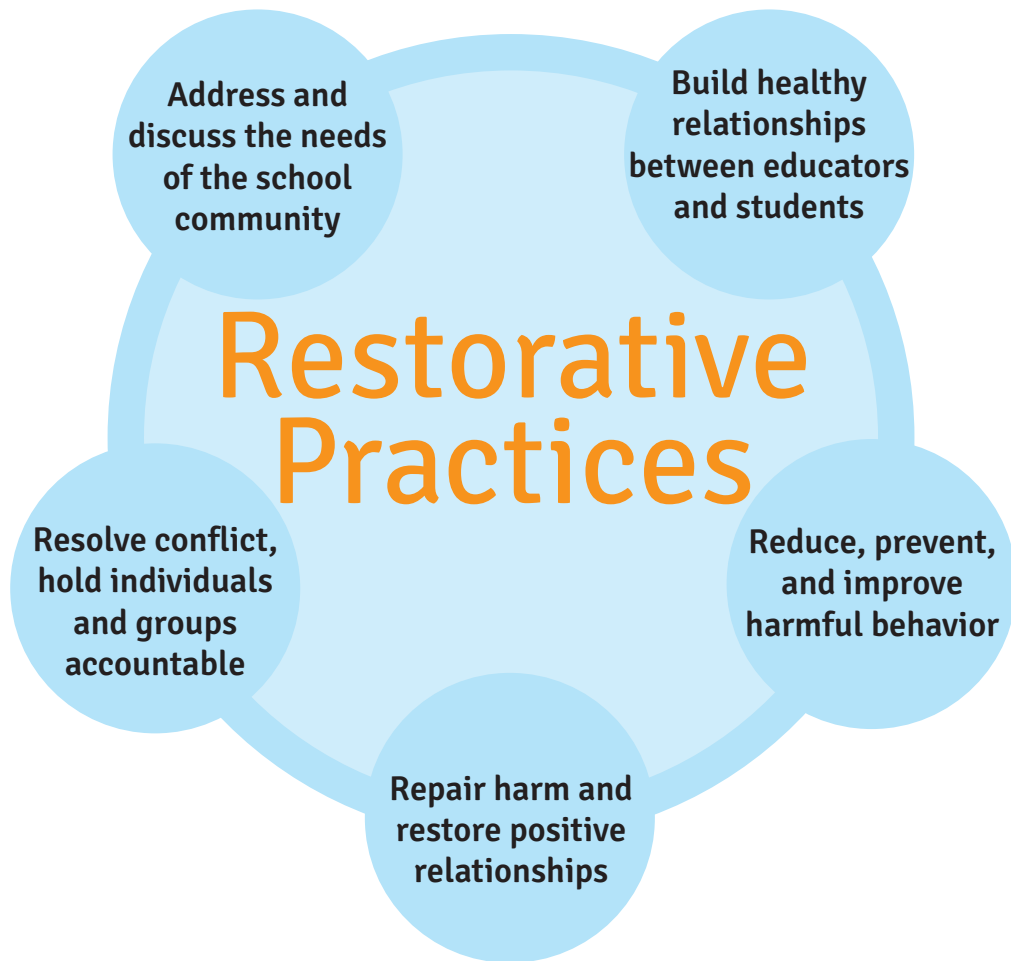 Address and
discuss the needs
of the school
community
Build healthy
relationships
between educators
and students
Restorative
Practices
Resolve conflict,
hold individuals
and groups
accountable
Reduce, prevent,
and improve
harmful behavior
Repair harm and
restore positive
relationships